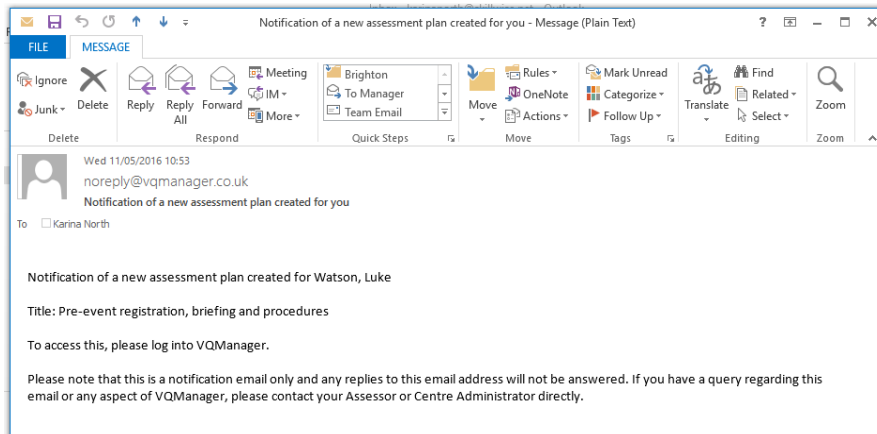 Notification of a new assessment plan created for you - Message (Plain Text)
FILE MESSAGE
Ignore
Junk
Delete
Reply
Reply All
Forward
Meeting
IM
More
Brighton
To Manager
Team Email
Move
Rules
OneNote
Actions
Mark Unread
Categorize
Follow Up
Translate
Find
Related
Select
Zoom
Delete Respond Quick Steps Move Tags Editing Zoom
Wed 11/05/2016 10:53
noreply@vqmanager.co.uk
Notification of a new assessment plan created for you
To Karina North
Notification of a new assessment plan created for Watson, Luke
Title: Pre-event registration, briefing and procedures
To access this, please log into VQManager.
Please note that this is a notification email only and any replies to this email address will not be answered. If you have a query regarding this
email or any aspect of VQManager, please contact your Assessor or Centre Administrator directly.